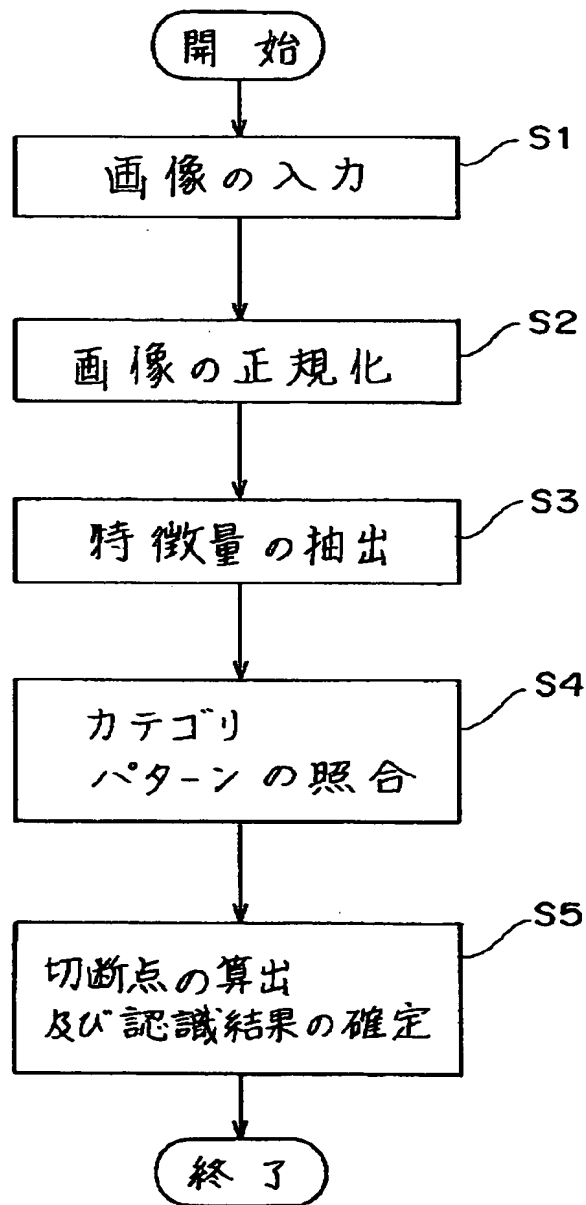 開始
S1
画像の入力
S2
画像の正規化
S3
特徴量の抽出
S4
カテゴリ
パターンの照合
S5
切断点の算出
及び認識結果の確定
終了